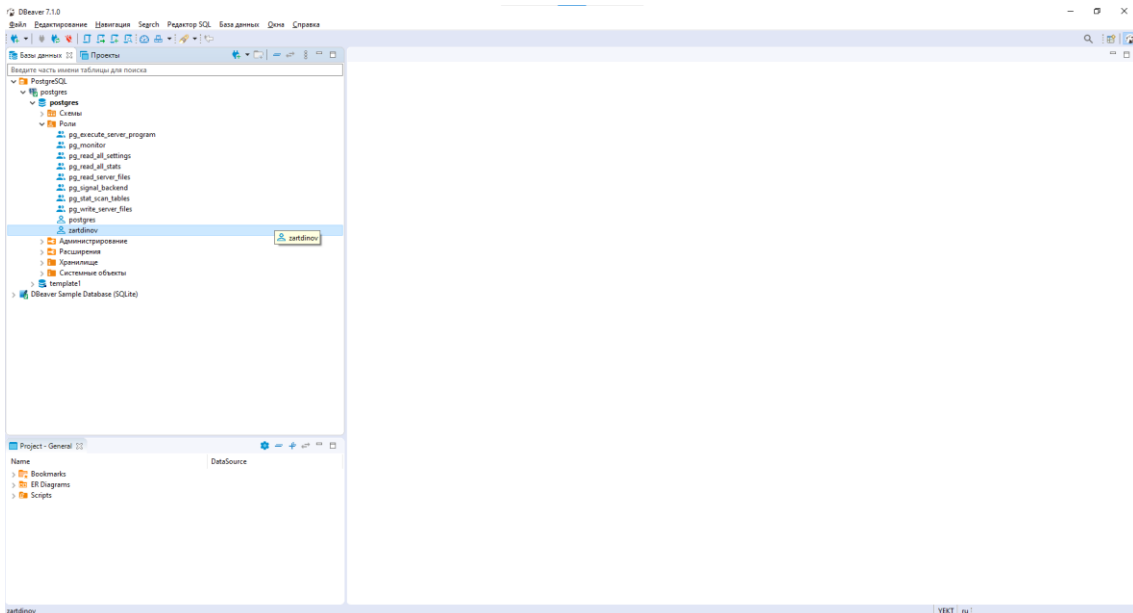 DBeaver 7.1.0
Файл Редактирование Навигация Search Редактор SQL База данных Окна Справка
Базы данных Проекты
Введите часть имени таблицы для поиска
PostgreSQL
postgres
postgres
Схемы
Роли
pg_execute_server_program
pg_monitor
pg_read_all_settings
pg_read_all_stats
pg_read_server_files
pg_signal_backend
pg_stat_scan_tables
pg_write_server_files
postgres
zartdinov
zartdinov
Администрирование
Расширения
Хранилище
Системные объекты
template1
DBeaver Sample Database (SQLite)
Project - General
Name DataSource
Bookmarks
ER Diagrams
Scripts
zartdinov YEKT ru